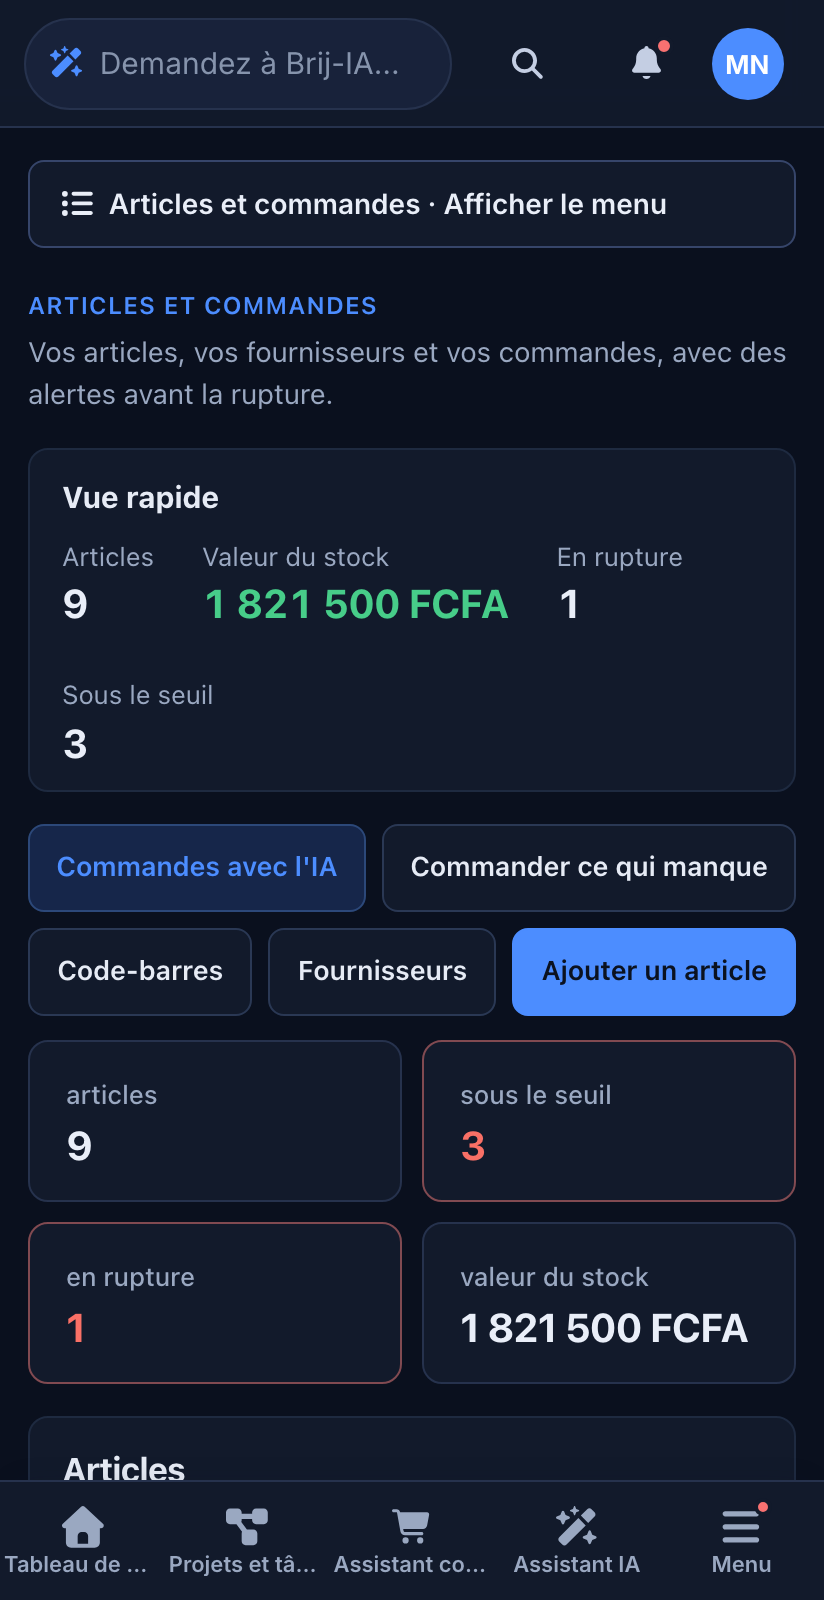 Demandez à Brij-IA...
MN
Articles et commandes · Afficher le menu
ARTICLES ET COMMANDES
Vos articles, vos fournisseurs et vos commandes, avec des
alertes avant la rupture.
Vue rapide
Articles
9
Valeur du stock
1 821 500 FCFA
En rupture
1
Sous le seuil
3
Commandes avec l'IA
Commander ce qui manque
Code-barres
Fournisseurs
Ajouter un article
articles
9
sous le seuil
3
en rupture
1
valeur du stock
1 821 500 FCFA
Articles
Tableau de ...
Projets et tâ...
Assistant co...
Assistant IA
Menu